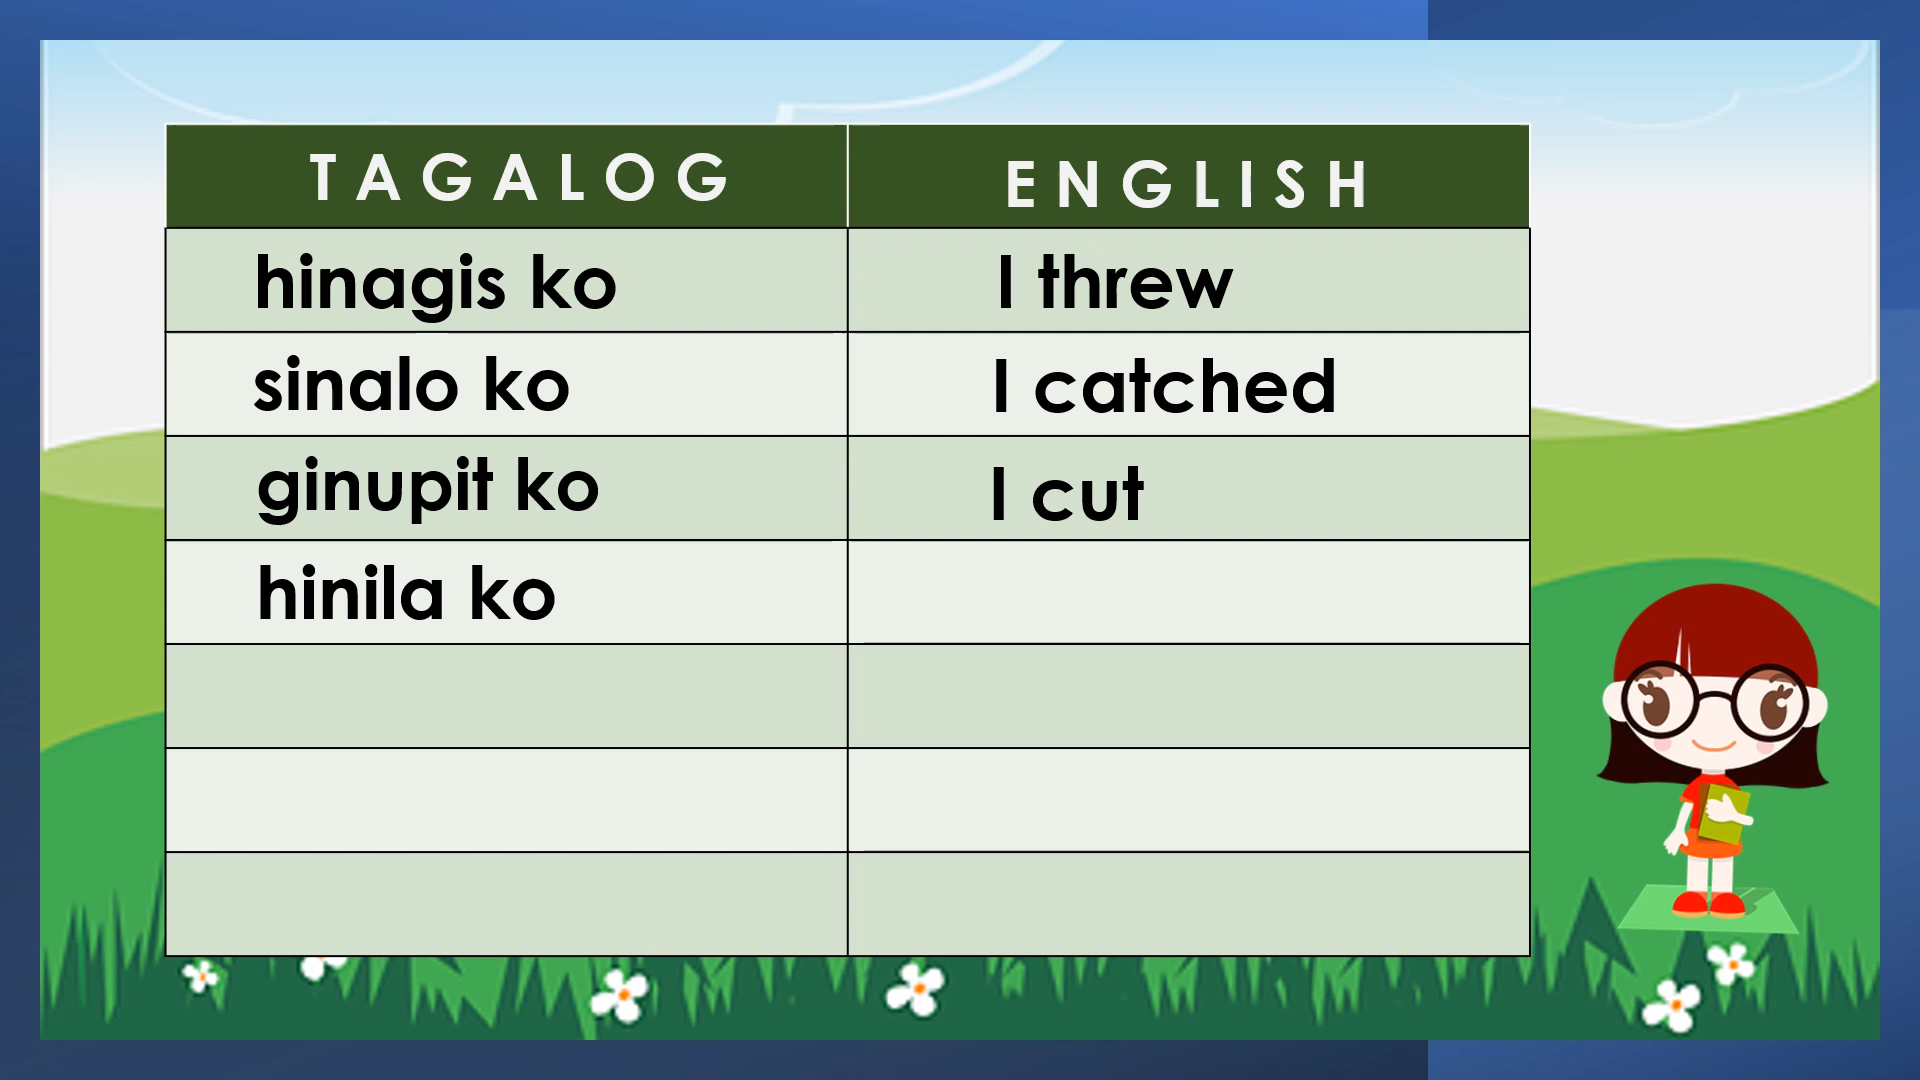 TAGALOG ENGLISH
hinagis ko I threw
sinalo ko I catched
ginupit ko I cut
hinila ko